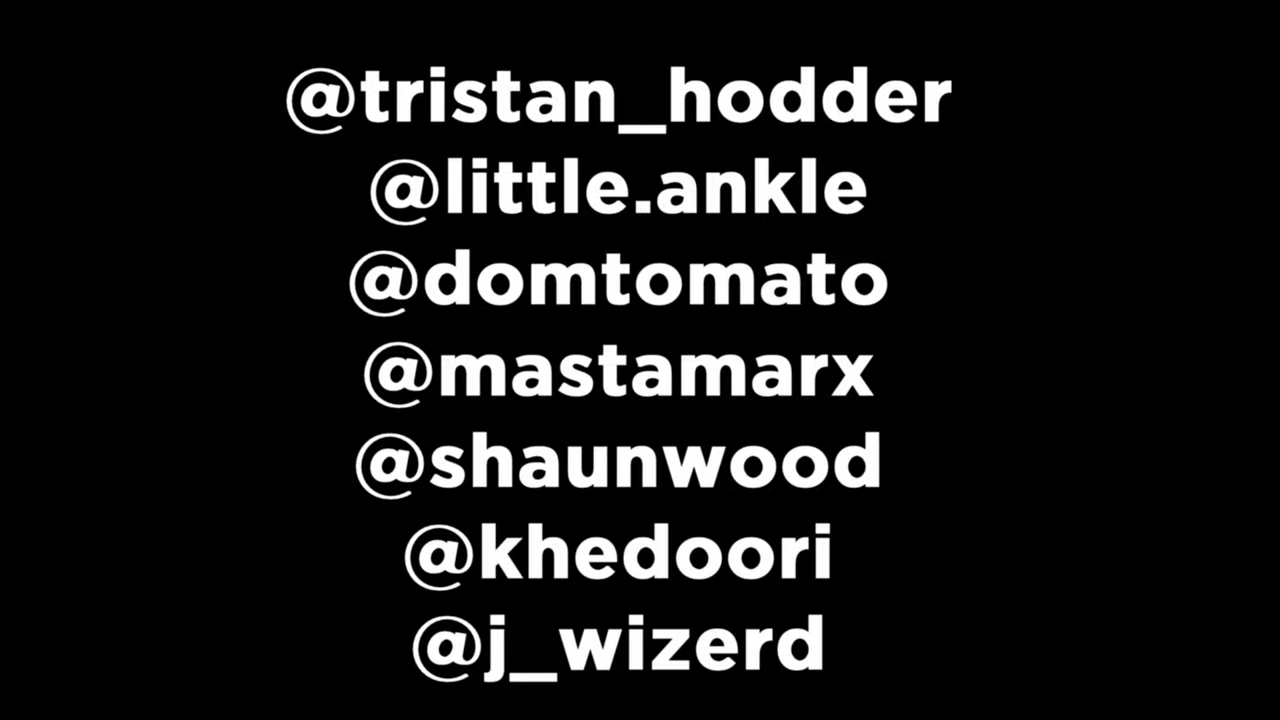 @tristan_hodder
@little.ankle
@domtomato
@mastamarx
@shaunwood
@khedoori
@j_wizerd